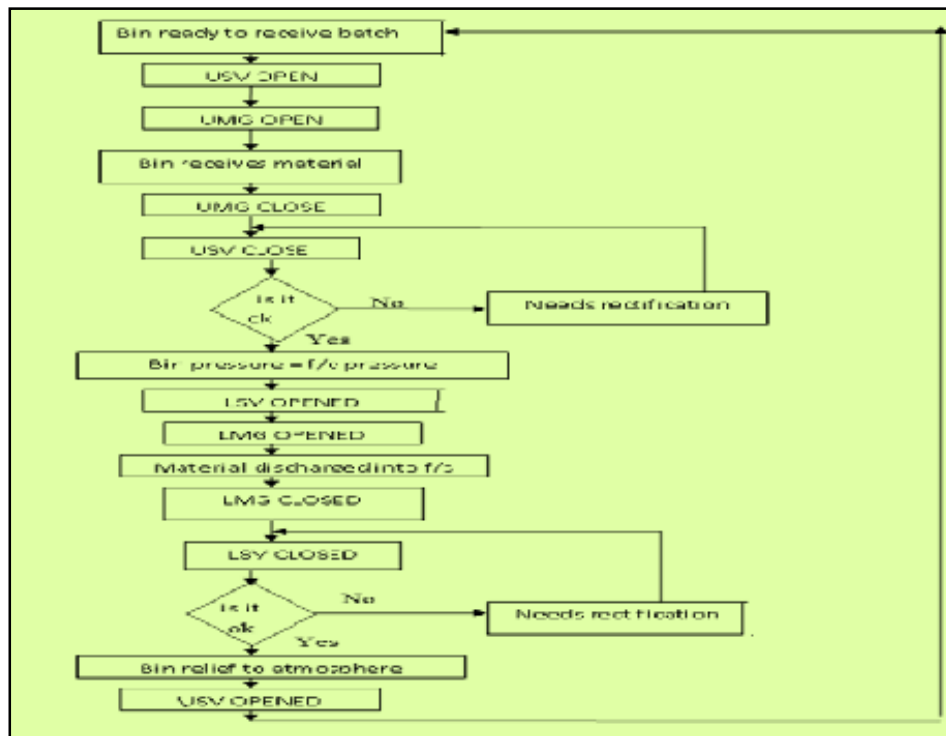 Bin ready to receive batch
USV OPEN
UMG OPEN
Bin receives material
UMG CLOSE
USV CLOSE
is it
ok
No
Needs rectification
Yes
Bin pressure = f/c pressure
LSV OPENED
LMG OPENED
Material discharged into f/c
LMG CLOSED
LSV CLOSED
is it
ok
No
Needs rectification
Yes
Bin relief to atmosphere
USV OPENED